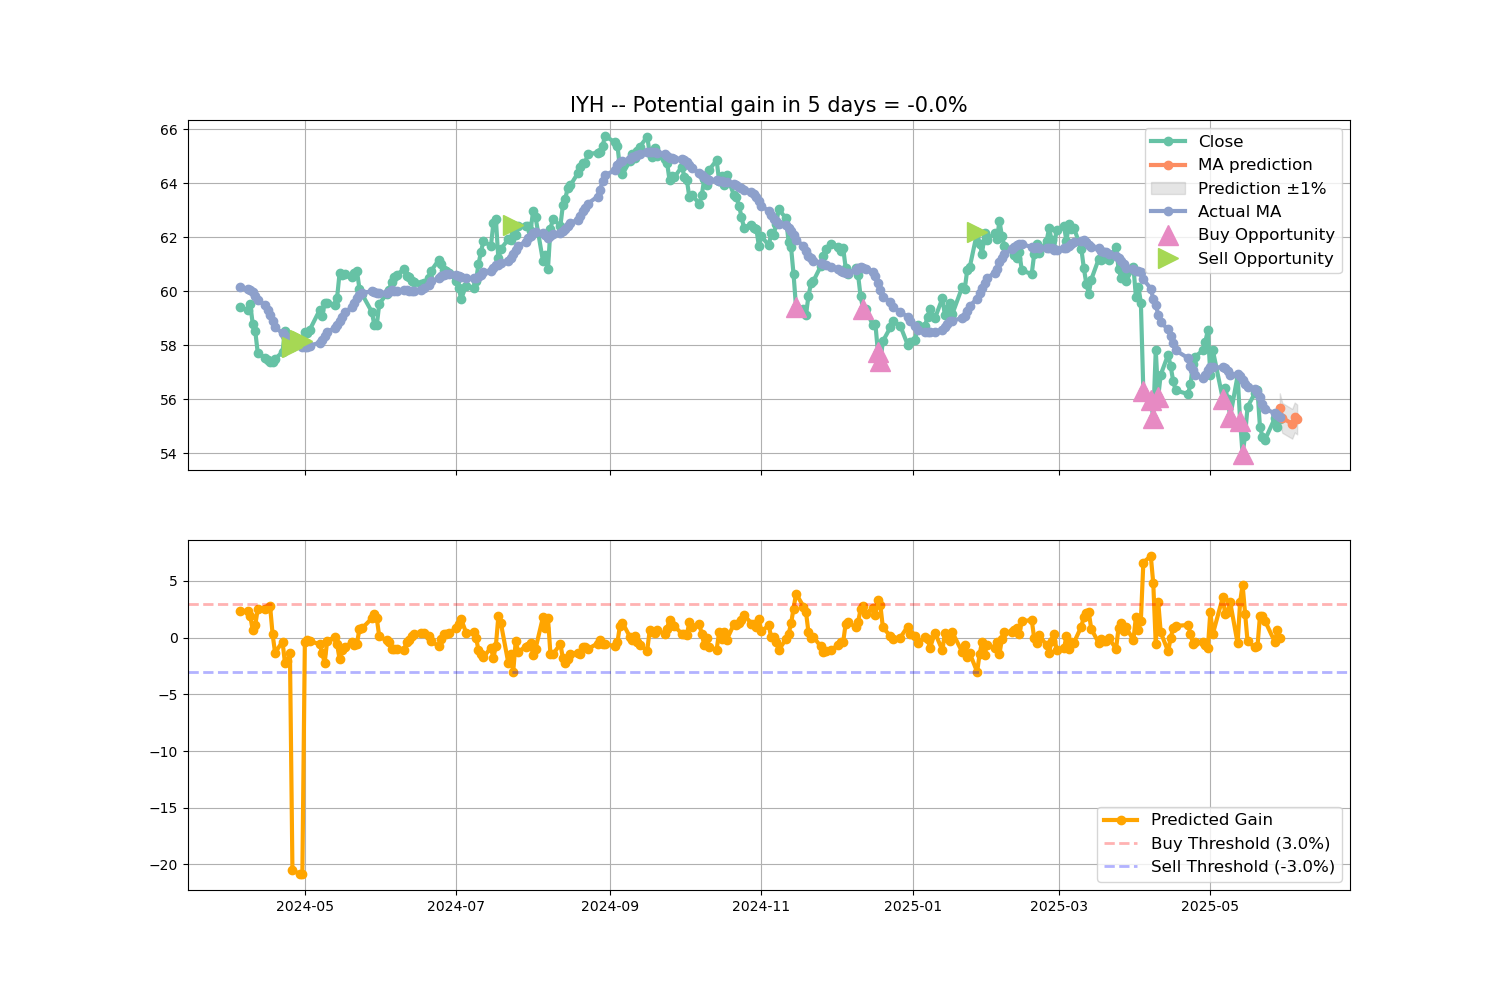 IYH -- Potential gain in 5 days = -0.0%
66
64
62
60
58
56
54
Close
MA prediction
Prediction ±1%
Actual MA
Buy Opportunity
Sell Opportunity
5
0
−5
−10
−15
−20
Predicted Gain
Buy Threshold (3.0%)
Sell Threshold (-3.0%)
2024-05
2024-07
2024-09
2024-11
2025-01
2025-03
2025-05